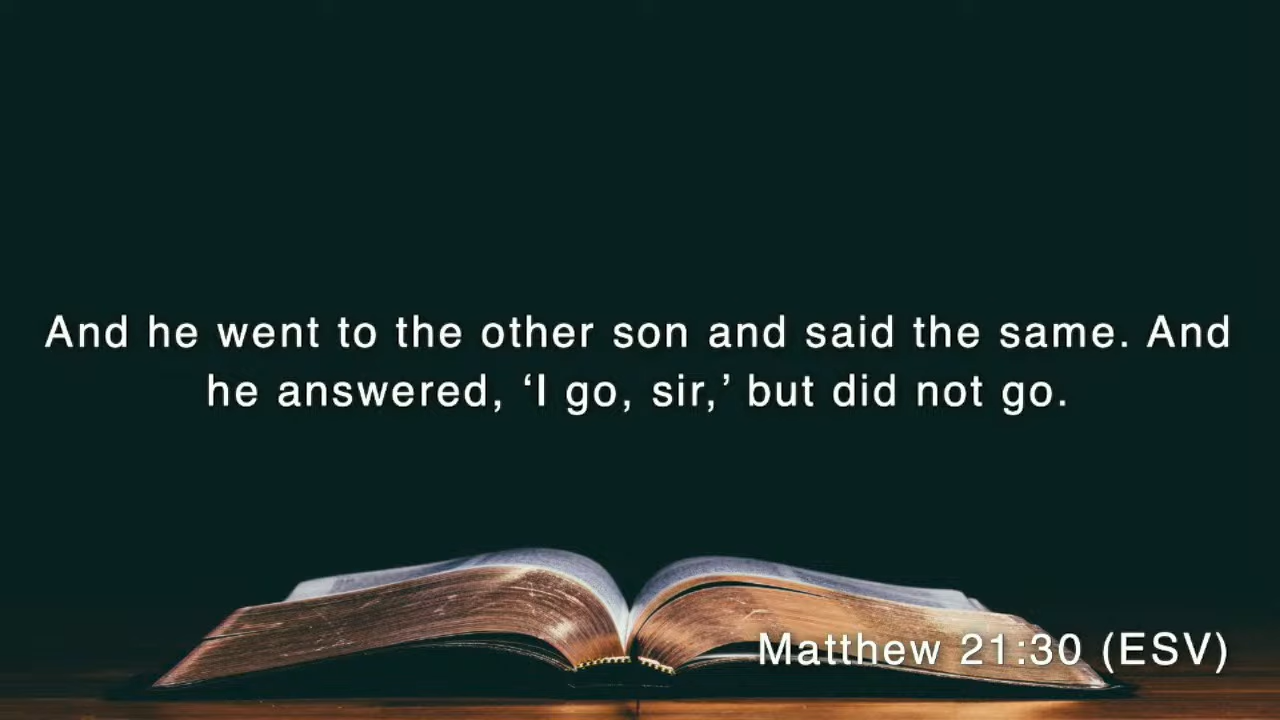 And he went to the other son and said the same. And
he answered, ‘I go, sir,’ but did not go.
Matthew 21:30 (ESV)